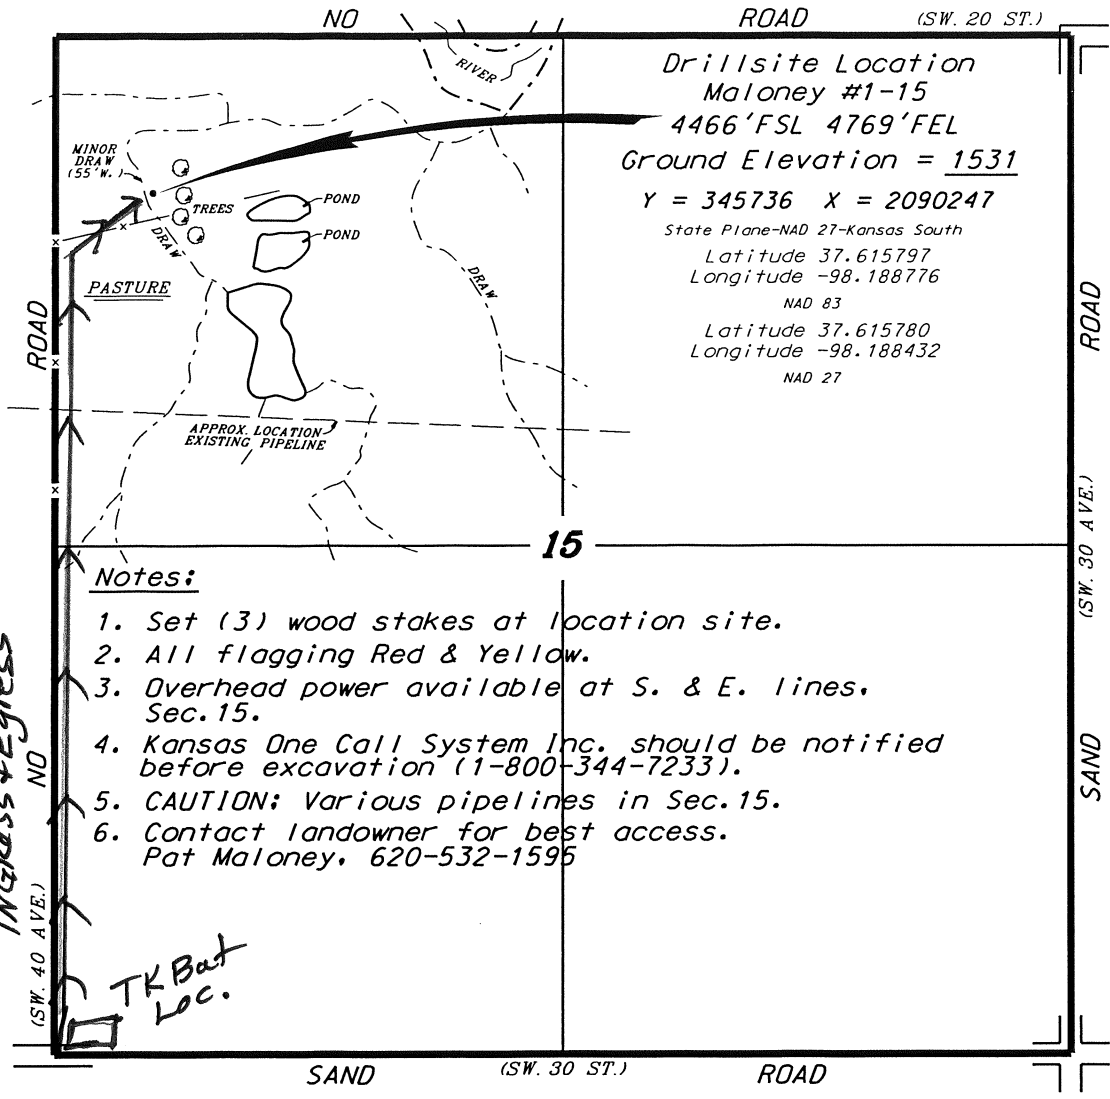 NO ROAD (SW. 20 ST.)
RIVER
Drillsite Location
Maloney #1-15
4466'FSL 4769'FEL
Ground Elevation = 1531
Y = 345736 X = 2090247
State Plane-NAD 27-Kansas South
Latitude 37.615797
Longitude -98.188776
NAD 83
Latitude 37.615780
Longitude -98.188432
NAD 27
MINOR
DRAW
(55'W.)
TREES
POND
POND
DRAW
DRAW
PASTURE
APPROX. LOCATION
EXISTING PIPELINE
ROAD
NO
(SW. 40 AVE.)
INGRESS + EGRESS
ROAD
(SW. 30 AVE.)
SAND
15
Notes:
1. Set (3) wood stakes at location site.
2. All flagging Red & Yellow.
3. Overhead power available at S. & E. lines,
Sec.15.
4. Kansas One Call System Inc. should be notified
before excavation (1-800-344-7233).
5. CAUTION: Various pipelines in Sec.15.
6. Contact landowner for best access.
Pat Maloney, 620-532-1595
TK Bat
Loc.
SAND (SW. 30 ST.) ROAD